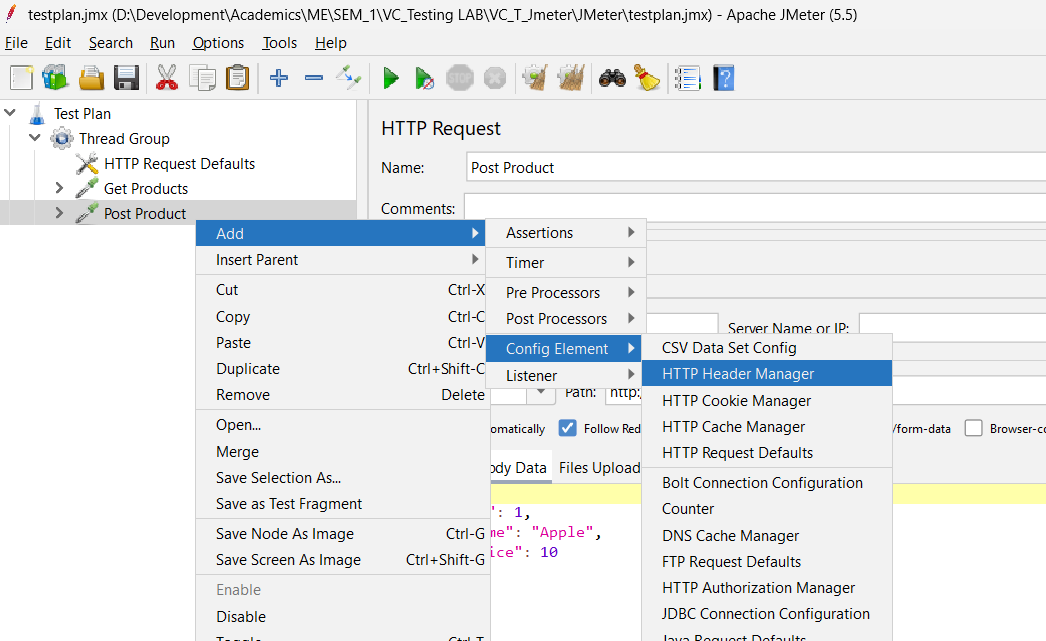 testplan.jmx (D:\Development\Academics\ME\SEM_1\VC_Testing LAB\VC_T_Jmeter\JMeter\testplan.jmx) - Apache JMeter (5.5)
File Edit Search Run Options Tools Help
STOP
Test Plan
Thread Group
HTTP Request Defaults
Get Products
Post Product
HTTP Request
Name: Post Product
Comments:
Add
Insert Parent
Cut Ctrl-X
Copy Ctrl-C
Paste Ctrl-V
Duplicate Ctrl+Shift-C
Remove Delete
Open...
Merge
Save Selection As...
Save as Test Fragment
Save Node As Image Ctrl-G
Save Screen As Image Ctrl+Shift-G
Enable
Disable
Toggle Ctrl-T
Assertions
Timer
Pre Processors
Post Processors
Config Element
Listener
Server Name or IP:
Path: http:
omatically Follow Red /form-data Browser-co
ody Data Files Upload
": 1,
me": "Apple",
ice": 10
CSV Data Set Config
HTTP Header Manager
HTTP Cookie Manager
HTTP Cache Manager
HTTP Request Defaults
Bolt Connection Configuration
Counter
DNS Cache Manager
FTP Request Defaults
HTTP Authorization Manager
JDBC Connection Configuration
Java Request Defaults